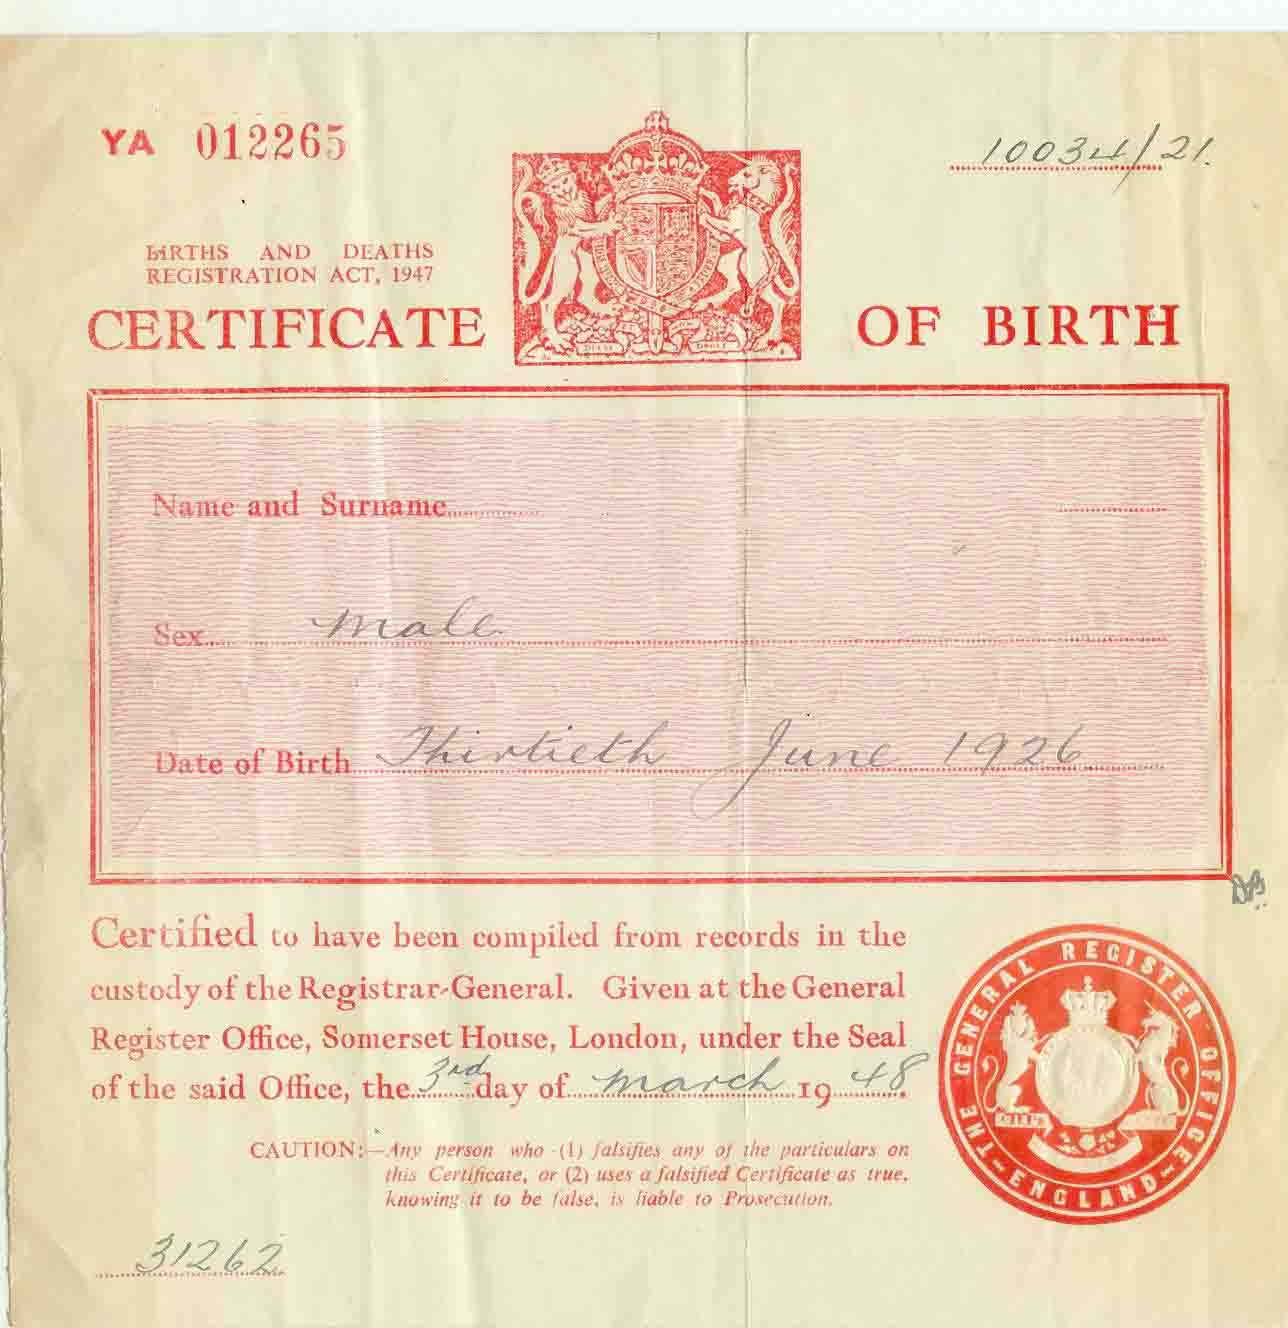 YA 012265
10034/21.
BIRTHS AND DEATHS
REGISTRATION ACT, 1947
CERTIFICATE OF BIRTH
Name and Surname
Sex Male
Date of Birth Thirtieth June 1926
DB
Certified to have been compiled from records in the
custody of the Registrar-General. Given at the General
Register Office, Somerset House, London, under the Seal
of the said Office, the 3rd day of March 1948.
THE GENERAL REGISTER OFFICE ENGLAND
CAUTION:—Any person who (1) falsifies any of the particulars on
this Certificate, or (2) uses a falsified Certificate as true,
knowing it to be false, is liable to Prosecution.
31262